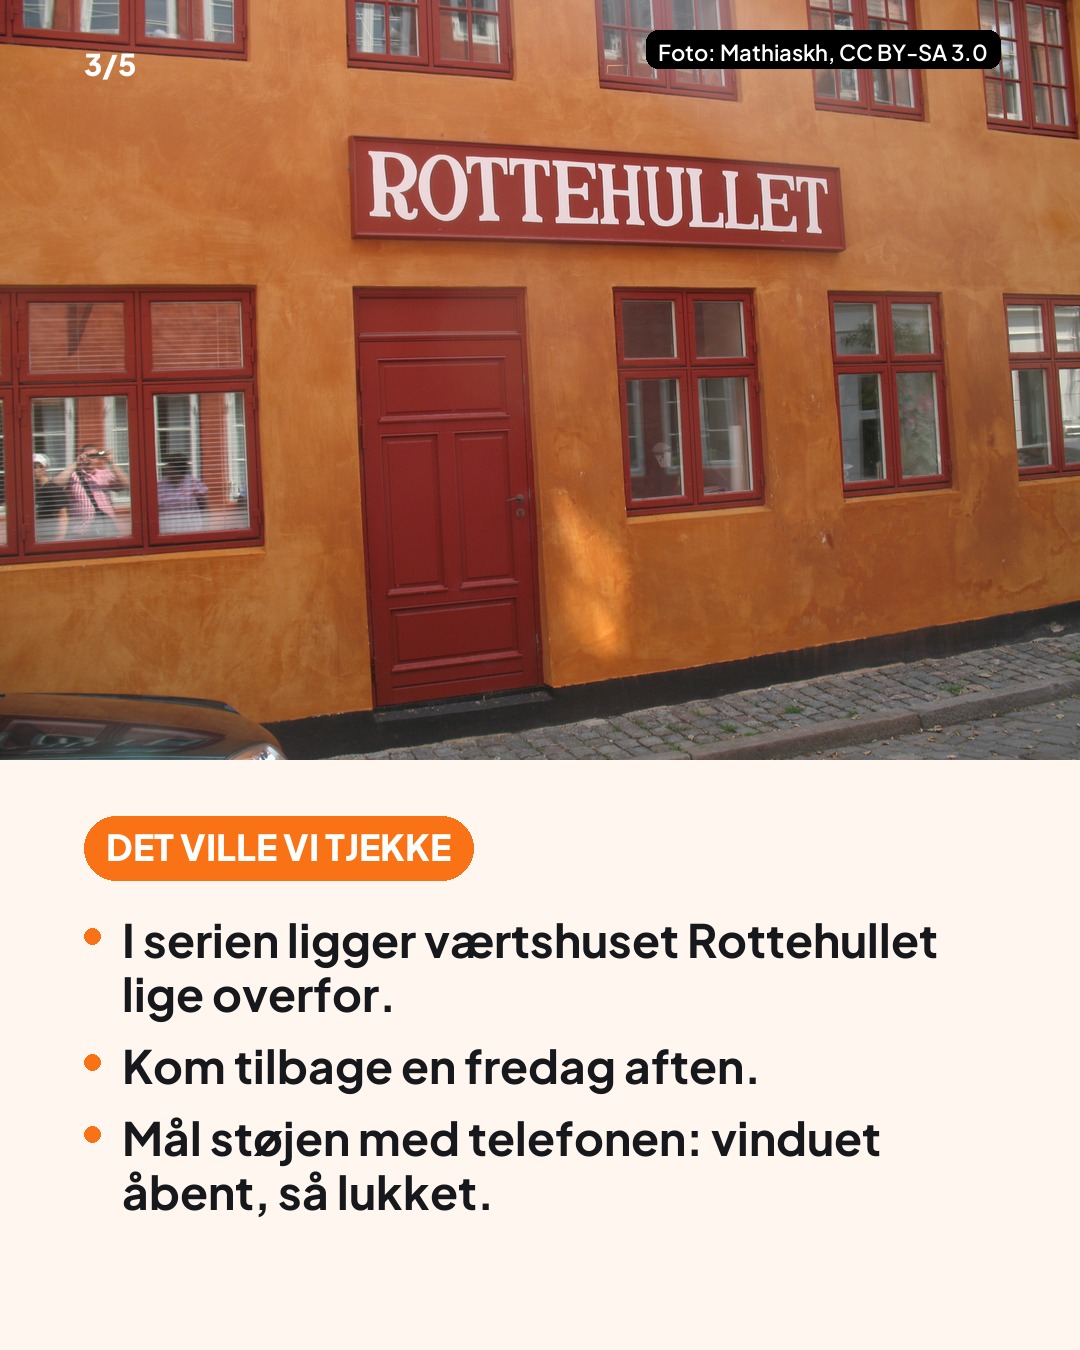 3/5
Foto: Mathiaskh, CC BY-SA 3.0
ROTTEHULLET
DET VILLE VI TJEKKE
• I serien ligger værtshuset Rottehullet
lige overfor.
• Kom tilbage en fredag aften.
• Mål støjen med telefonen: vinduet
åbent, så lukket.